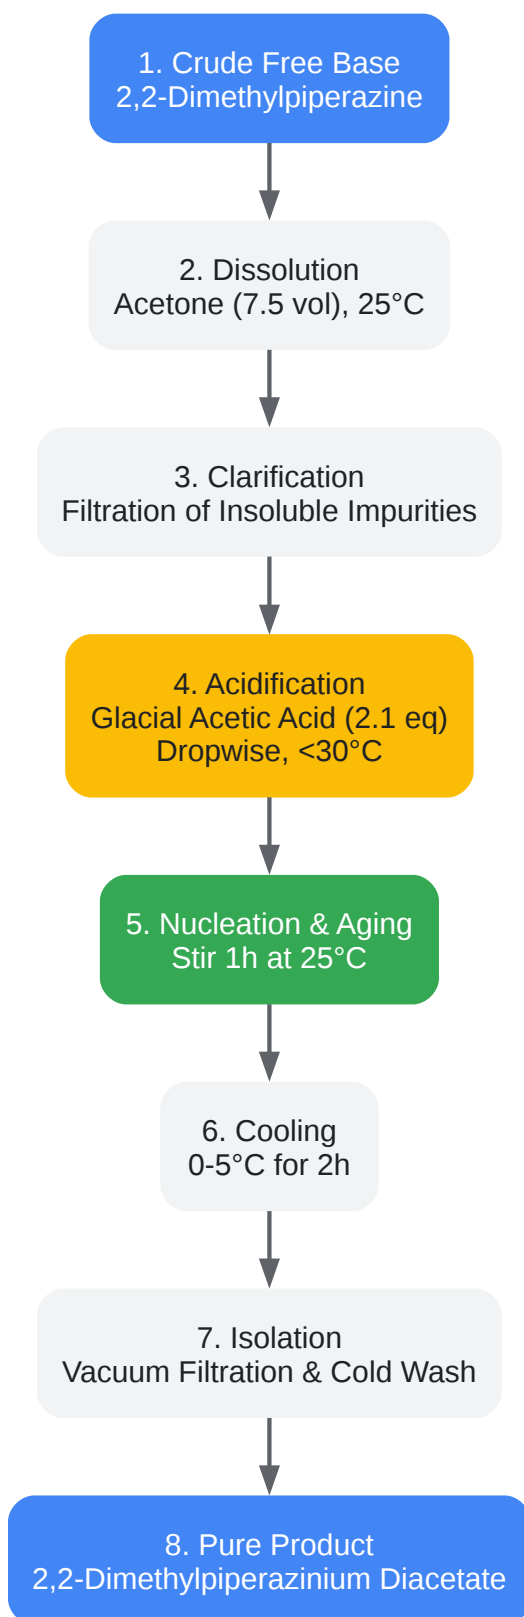 1. Crude Free Base
2,2-Dimethylpiperazine
2. Dissolution
Acetone (7.5 vol), 25°C
3. Clarification
Filtration of Insoluble Impurities
4. Acidification
Glacial Acetic Acid (2.1 eq)
Dropwise, <30°C
5. Nucleation & Aging
Stir 1h at 25°C
6. Cooling
0-5°C for 2h
7. Isolation
Vacuum Filtration & Cold Wash
8. Pure Product
2,2-Dimethylpiperazinium Diacetate